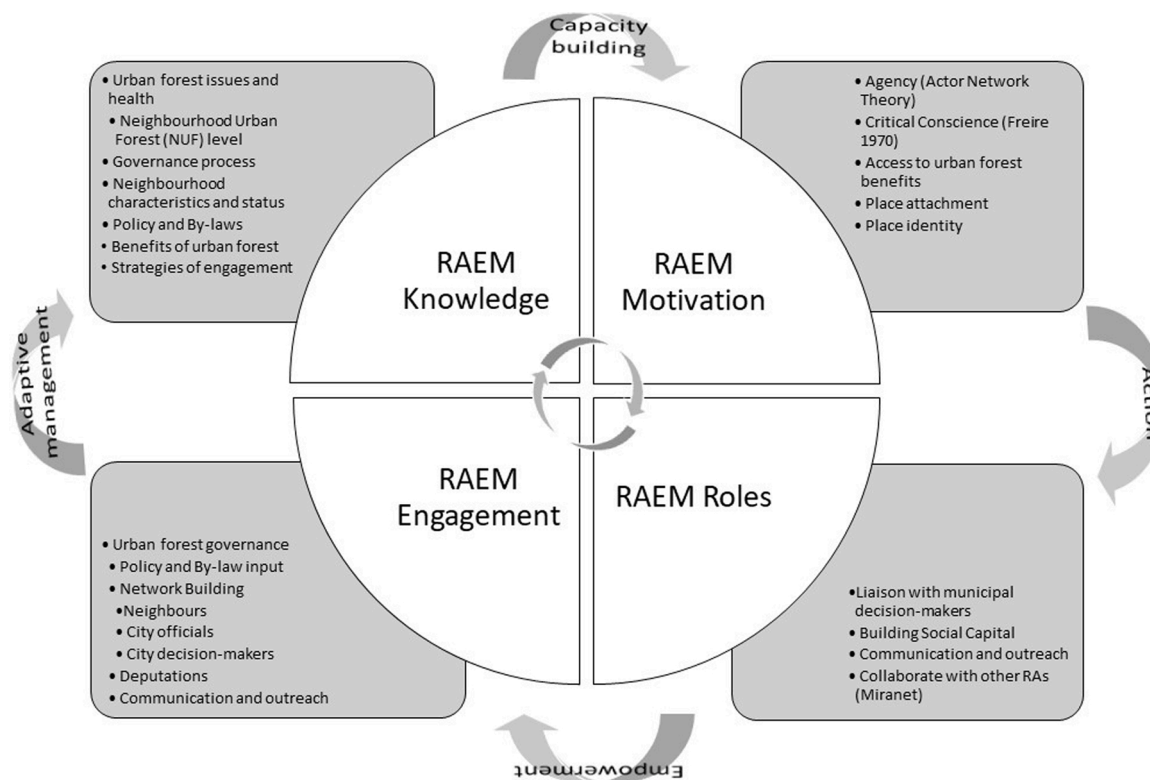 Capacity
building
• Urban forest issues and
health
• Neighbourhood Urban
Forest (NUF) level
• Governance process
• Neighbourhood
characteristics and status
• Policy and By-laws
• Benefits of urban forest
• Strategies of engagement
• Agency (Actor Network
Theory)
• Critical Conscience (Freire
1970)
• Access to urban forest
benefits
• Place attachment
• Place identity
RAEM
Knowledge
RAEM
Motivation
Adaptive
management
Action
RAEM
Engagement
RAEM Roles
• Urban forest governance
• Policy and By-law input
• Network Building
• Neighbours
• City officials
• City decision-makers
• Deputations
• Communication and outreach
•Liaison with municipal
decision-makers
• Building Social Capital
• Communication and outreach
• Collaborate with other RAs
(Miranet)
Empowerment